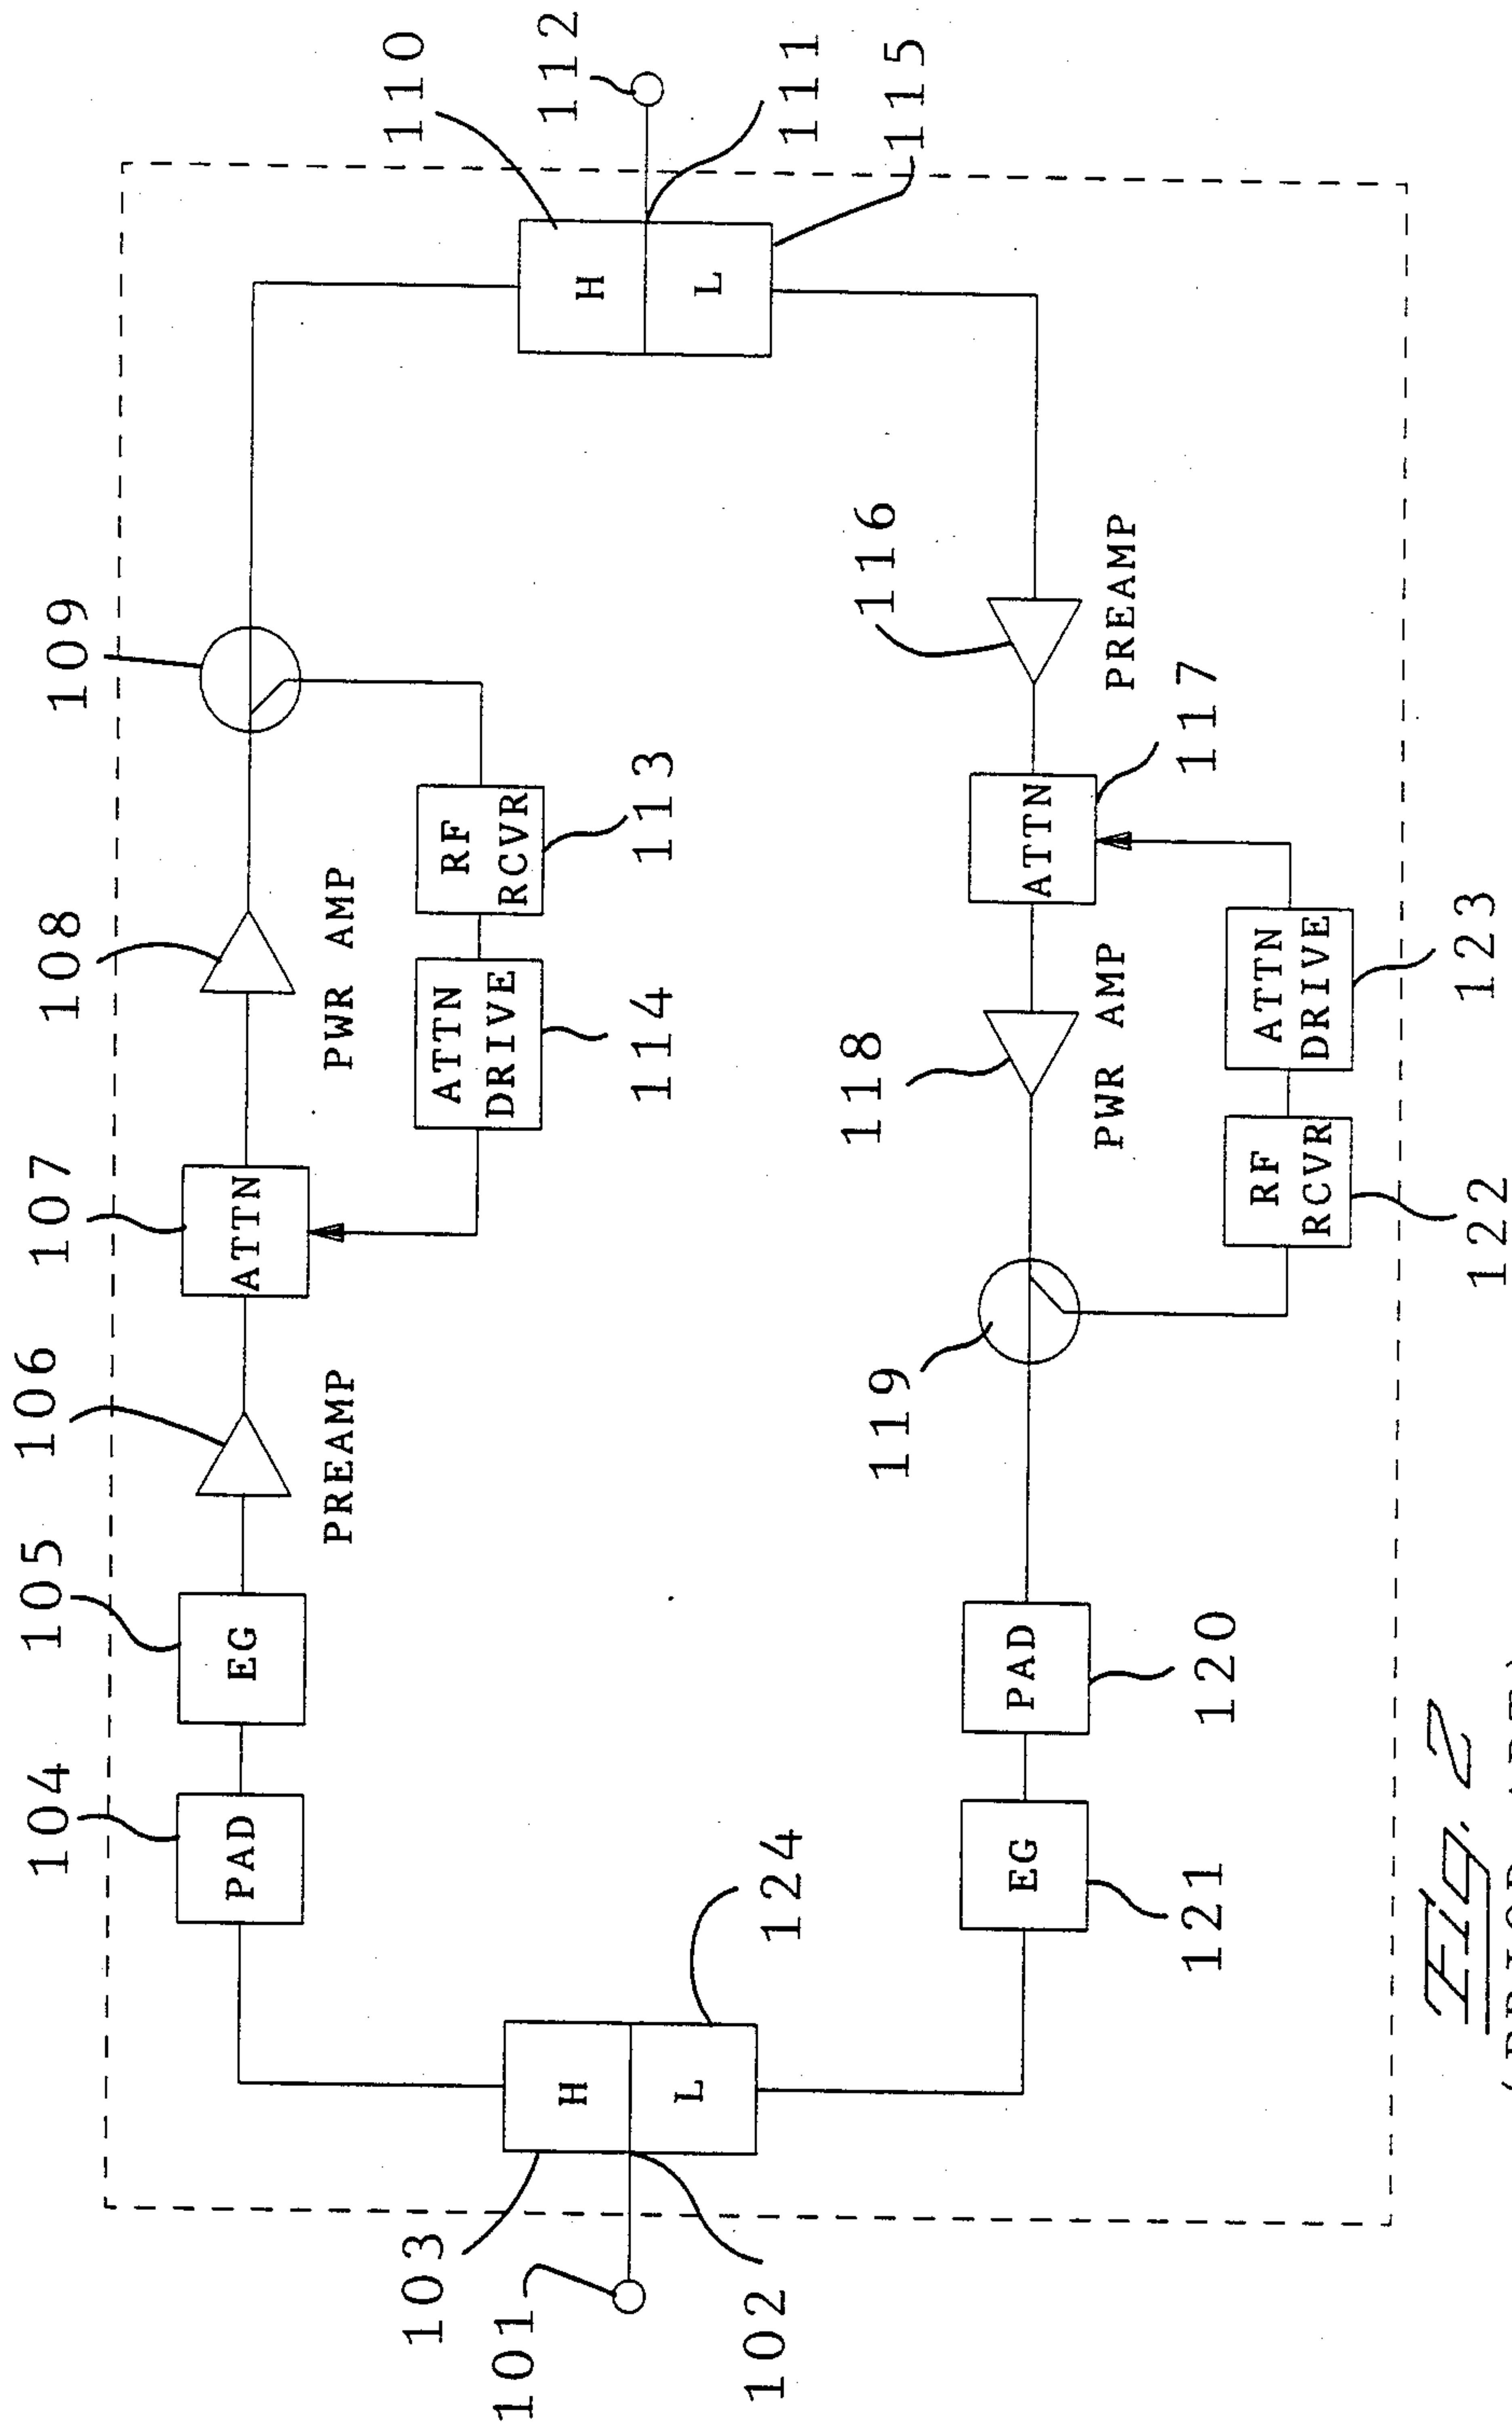 104
105
106
107
108
109
PAD
EG
ATTN
PREAMP
PWR AMP
ATTN
DRIVE
RF
RCVR
114
113
110
103
101
H
L
102
124
H
L
112
111
115
116
118
119
EG
PAD
ATTN
PWR AMP
PREAMP
121
120
117
RF
RCVR
ATTN
DRIVE
122
123
Fig. 2
(PRIOR ART)